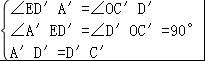 ∠ED′ A′ =∠OC′ D′
∠A′ ED′ =∠D′ OC′ =90°
A′ D′ =D′ C′